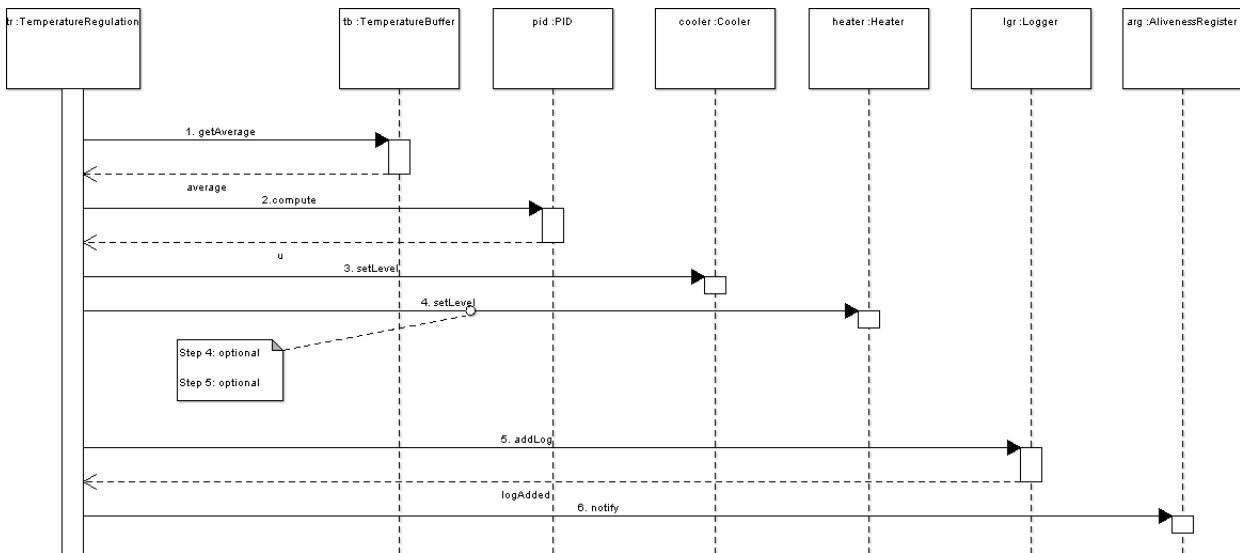 tr :TemperatureRegulation
tb :TemperatureBuffer
pid :PID
cooler :Cooler
heater :Heater
lgr :Logger
arg :AlivenessRegister
1. getAverage
average
2.compute
u
3. setLevel
4. setLevel
Step 4: optional
Step 5: optional
5. addLog
logAdded
6. notify